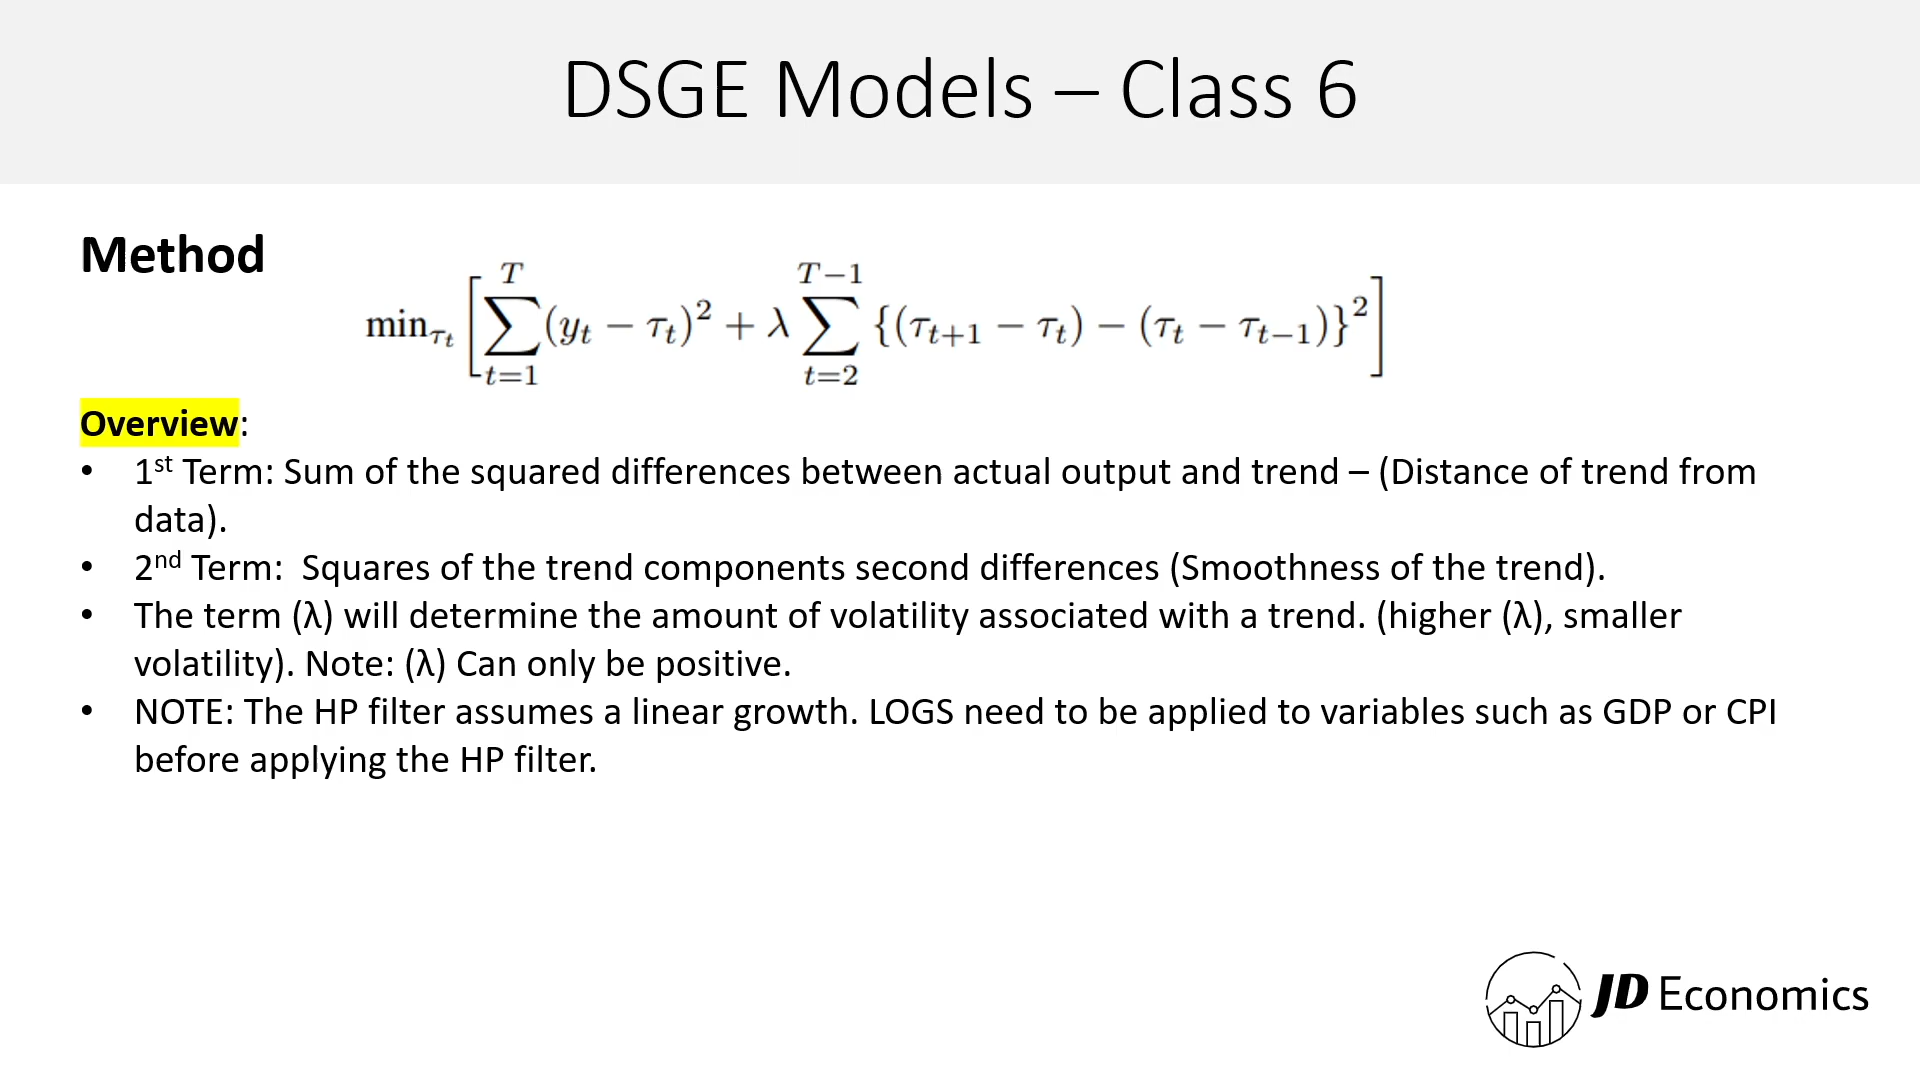 DSGE Models – Class 6
Method
min_{τ_t} [ ∑_{t=1}^{T} (y_t − τ_t)² + λ ∑_{t=2}^{T−1} {(τ_{t+1} − τ_t) − (τ_t − τ_{t−1})}² ]
Overview:
• 1st Term: Sum of the squared differences between actual output and trend – (Distance of trend from
data).
• 2nd Term:  Squares of the trend components second differences (Smoothness of the trend).
• The term (λ) will determine the amount of volatility associated with a trend. (higher (λ), smaller
volatility). Note: (λ) Can only be positive.
• NOTE: The HP filter assumes a linear growth. LOGS need to be applied to variables such as GDP or CPI
before applying the HP filter.
JD Economics